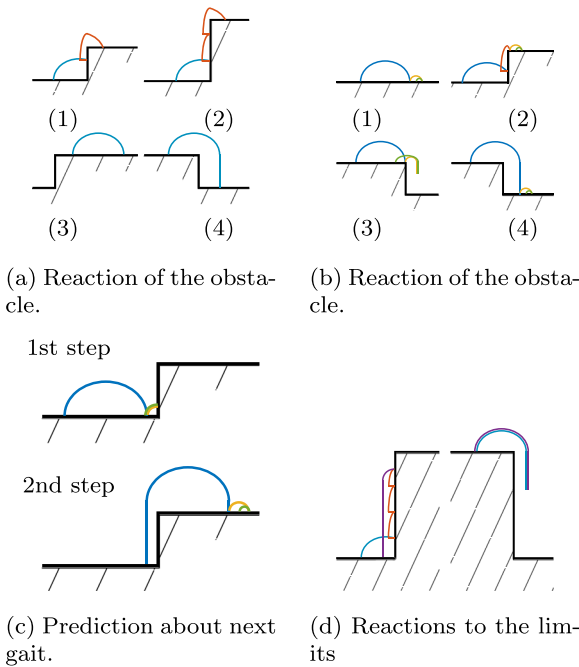 (1) (2) (1) (2)
(3) (4) (3) (4)
(a) Reaction of the obsta-
cle.
(b) Reaction of the obsta-
cle.
1st step
2nd step
(c) Prediction about next
gait.
(d) Reactions to the lim-
its